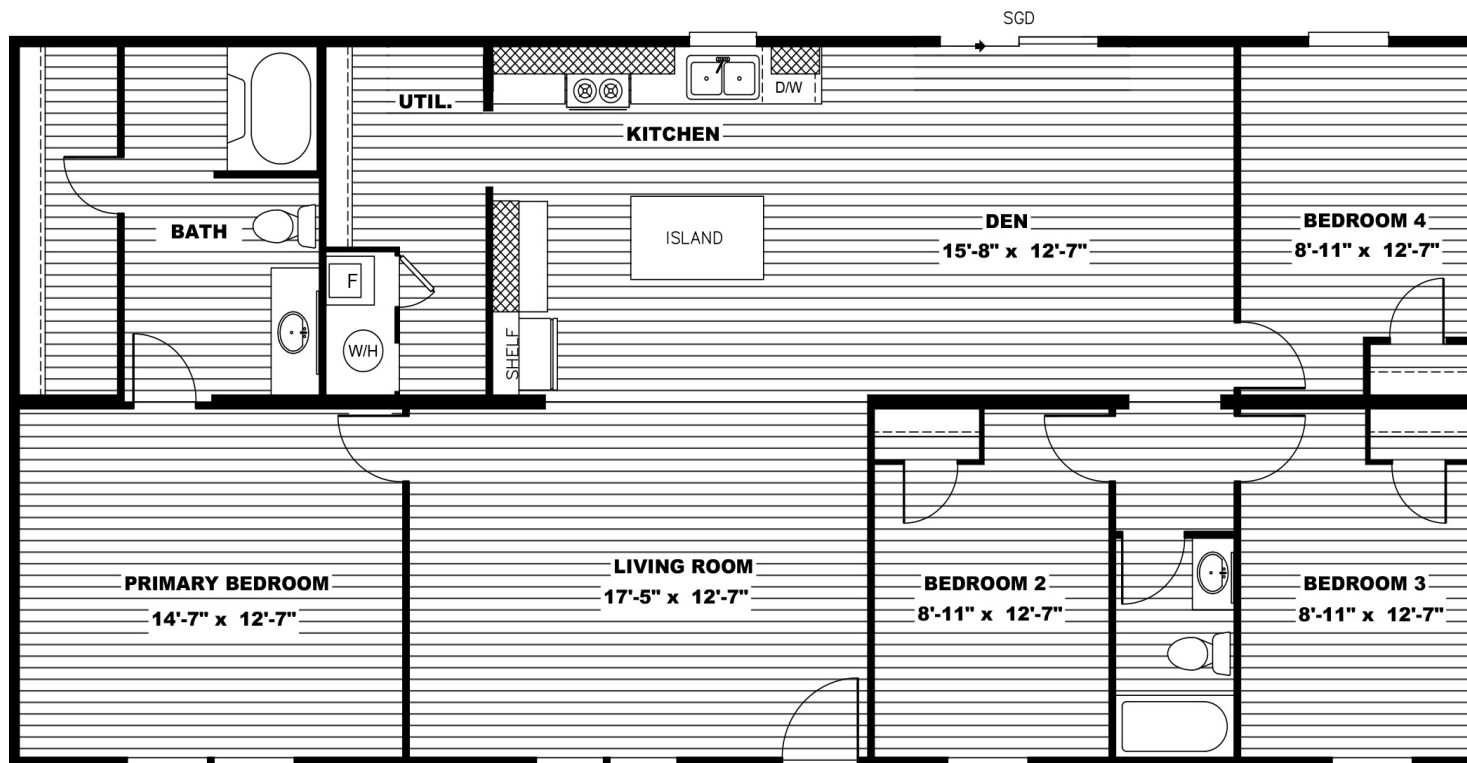 SGD
UTIL.
D/W
KITCHEN
BATH
ISLAND
DEN
15'-8" x 12'-7"
BEDROOM 4
8'-11" x 12'-7"
F
W/H
SHELF
PRIMARY BEDROOM
14'-7" x 12'-7"
LIVING ROOM
17'-5" x 12'-7"
BEDROOM 2
8'-11" x 12'-7"
BEDROOM 3
8'-11" x 12'-7"